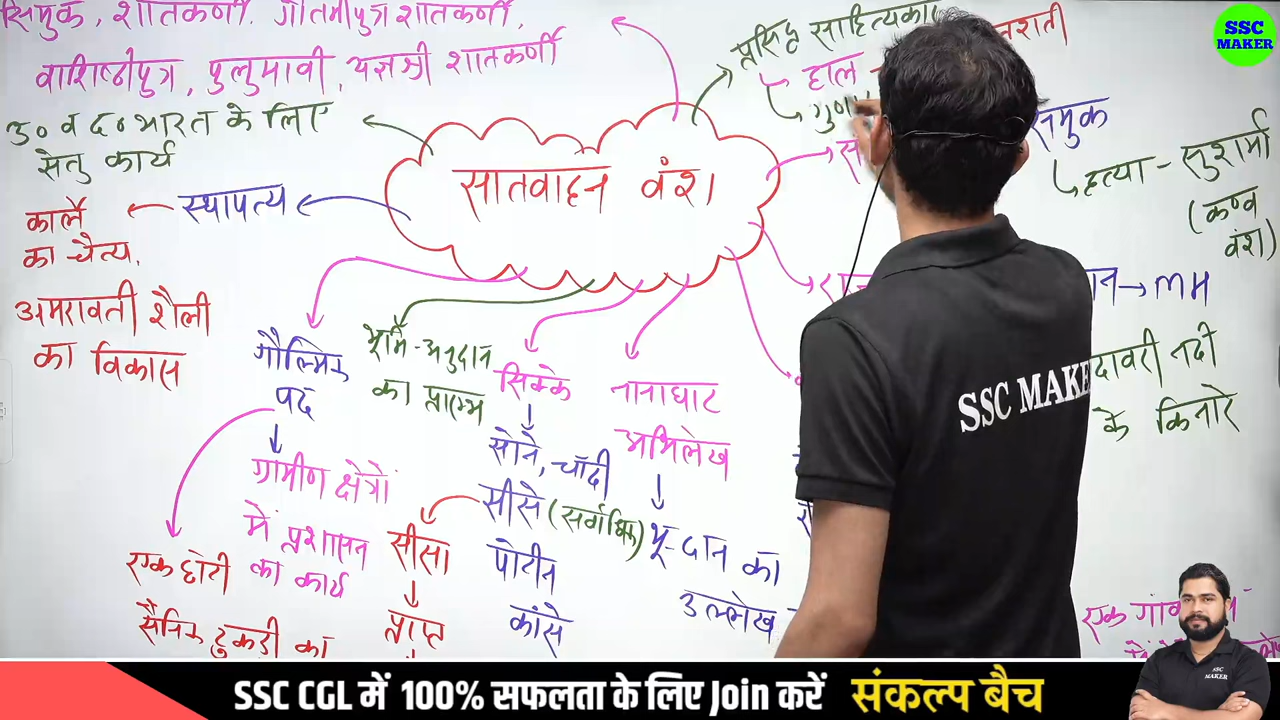 सिमुक, शातकर्णी, गौतमीपुत्र शातकर्णी,
वाशिष्ठीपुत्र, पुलुमावी, यज्ञश्री शातकर्णी
उ० व द० भारत के लिए
सेतु कार्य
स्थापत्य
कार्ले
का चैत्य,
अमरावती शैली
का विकास
सातवाहन वंश
प्रसिद्ध साहित्यकार
हाल
हत्या - सुशर्मा
(कण्व
वंश)
→ MH
नदी
के किनारे
गौल्मिक
पद
ग्रामीण क्षेत्रों
में प्रशासन
का कार्य
एक छोटी
सैनिक टुकड़ी का
भूमि-अनुदान
का प्रारम्भ
सिक्के
सोने, चाँदी
सीसे (सर्वाधिक)
पोटीन
कांसे
सीसा
प्राप्त
नानाघाट
अभिलेख
भू-दान का
उल्लेख
एक गांव
SSC MAKER
SSC
MAKER
SSC
MAKER
SSC CGL में 100% सफलता के लिए Join करें संकल्प बैच